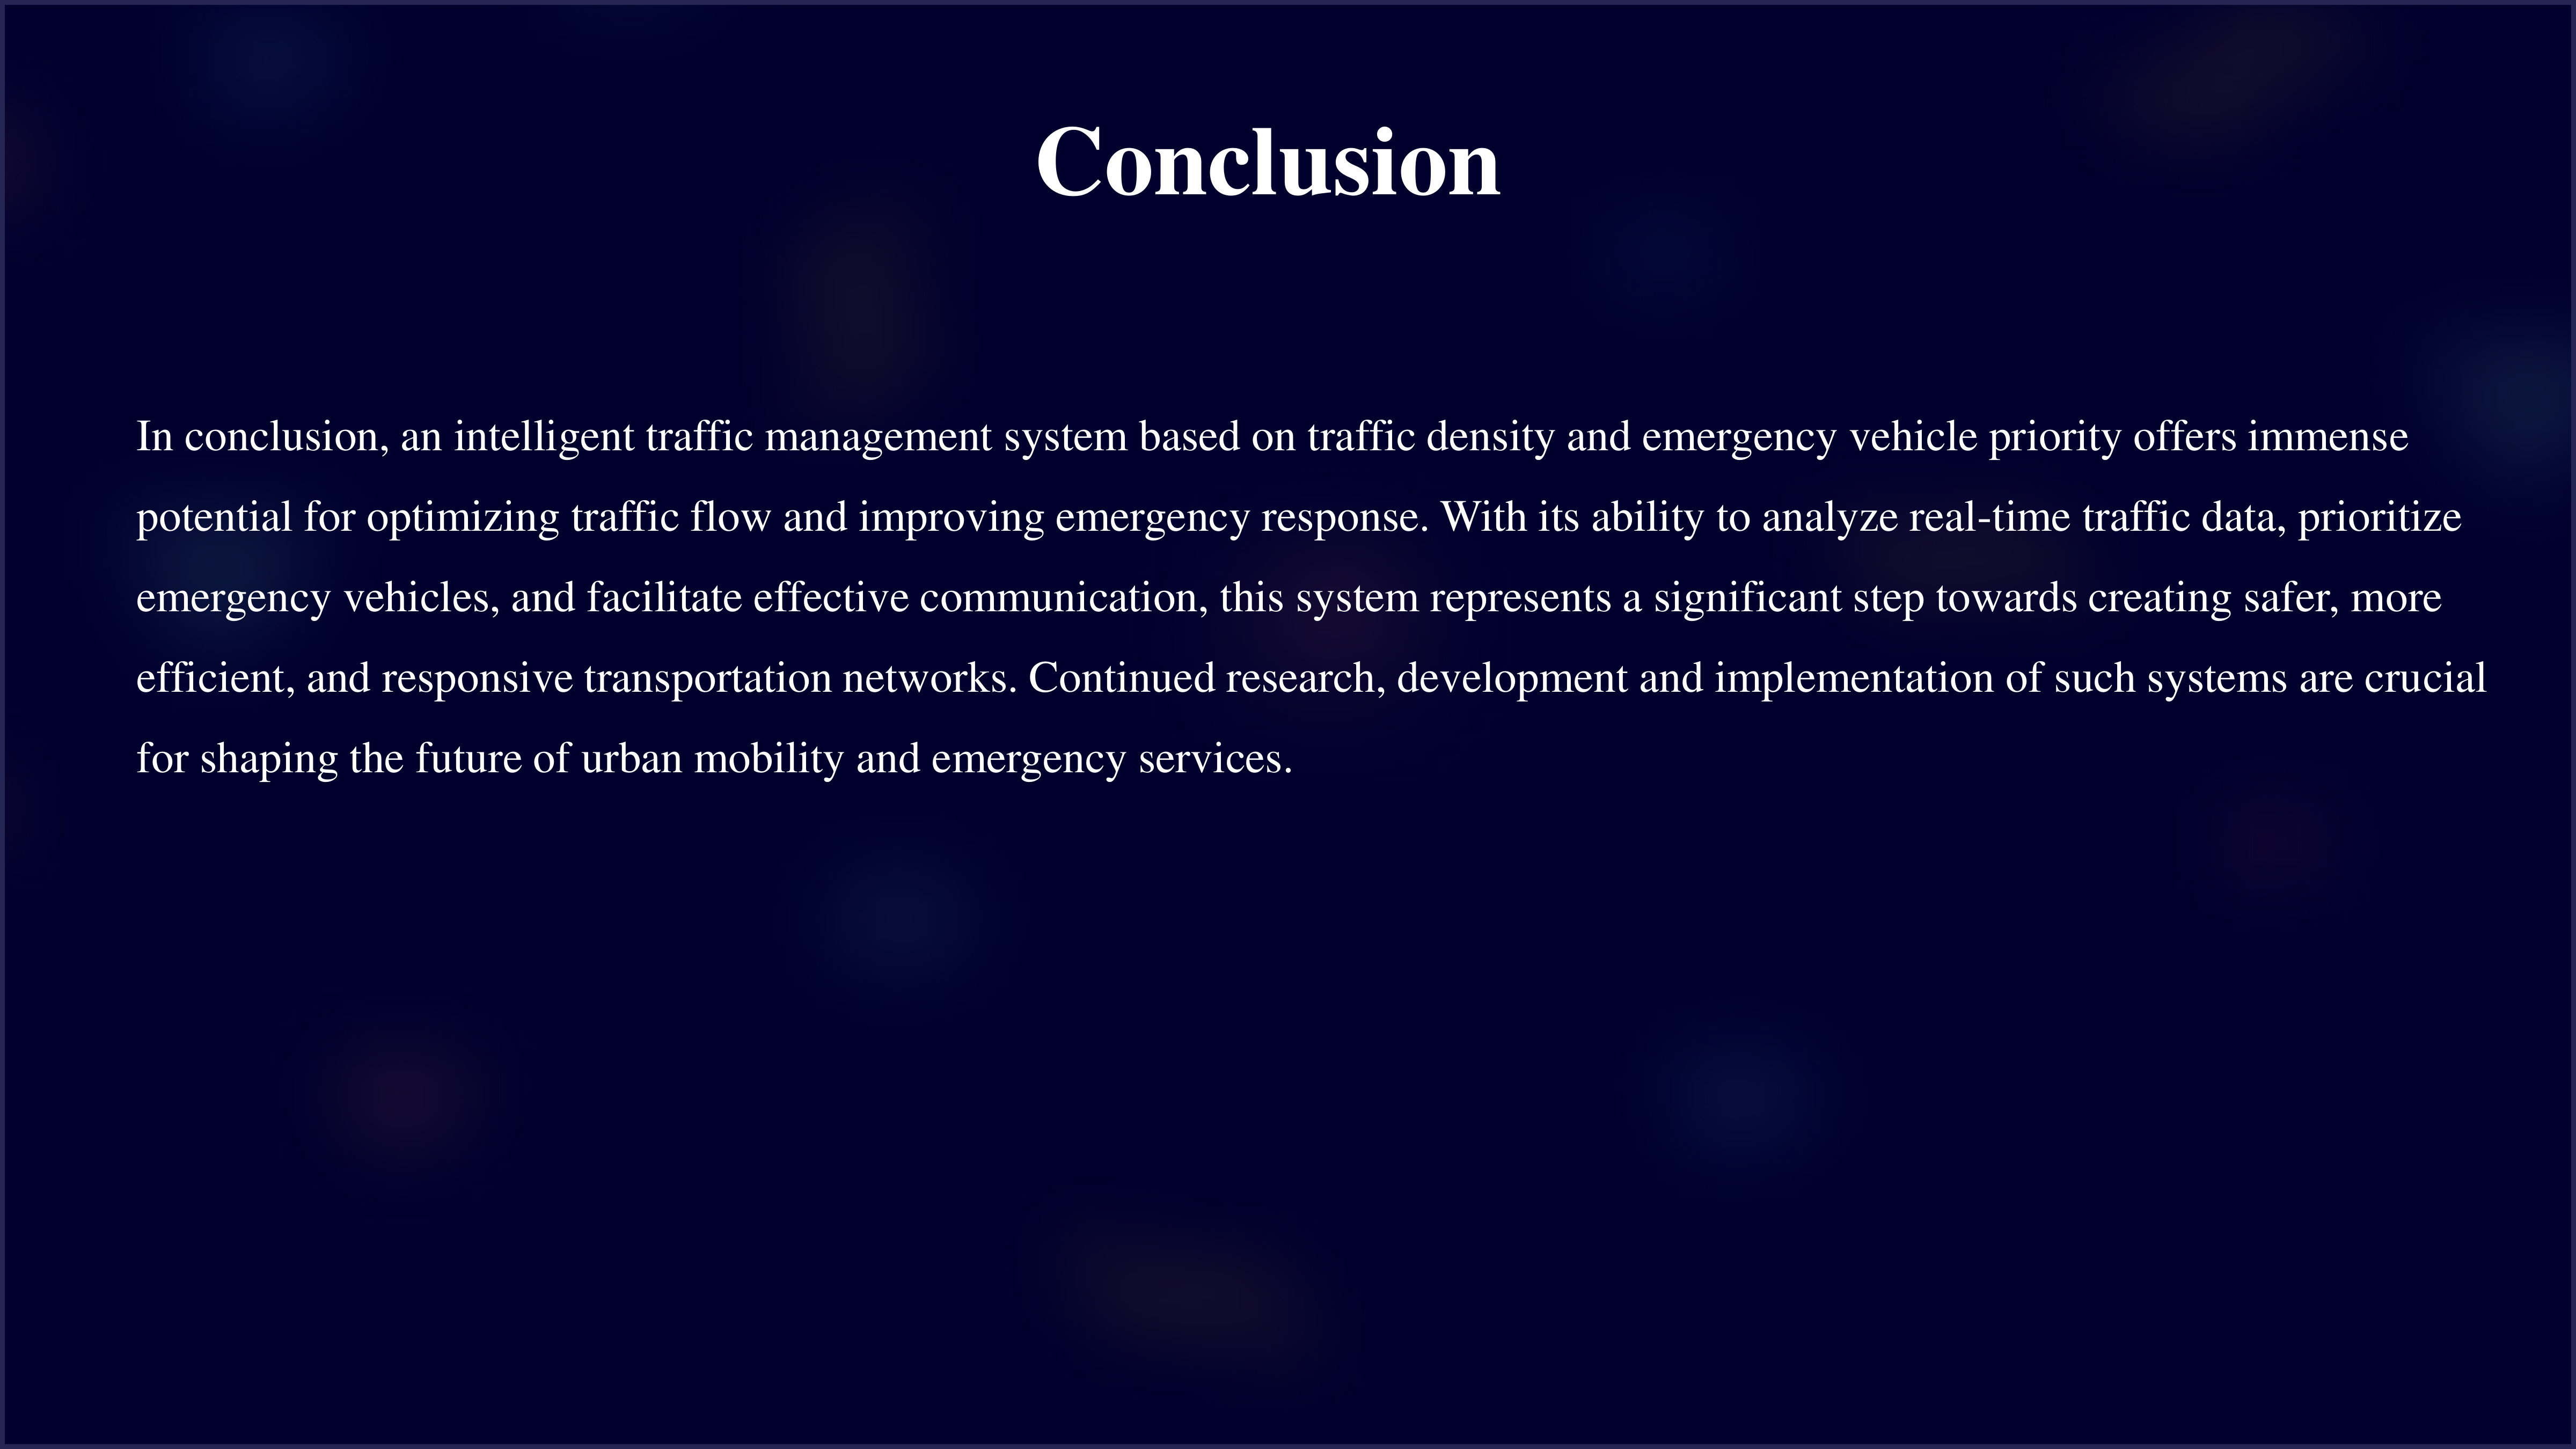 Conclusion
In conclusion, an intelligent traffic management system based on traffic density and emergency vehicle priority offers immense
potential for optimizing traffic flow and improving emergency response. With its ability to analyze real-time traffic data, prioritize
emergency vehicles, and facilitate effective communication, this system represents a significant step towards creating safer, more
efficient, and responsive transportation networks. Continued research, development and implementation of such systems are crucial
for shaping the future of urban mobility and emergency services.